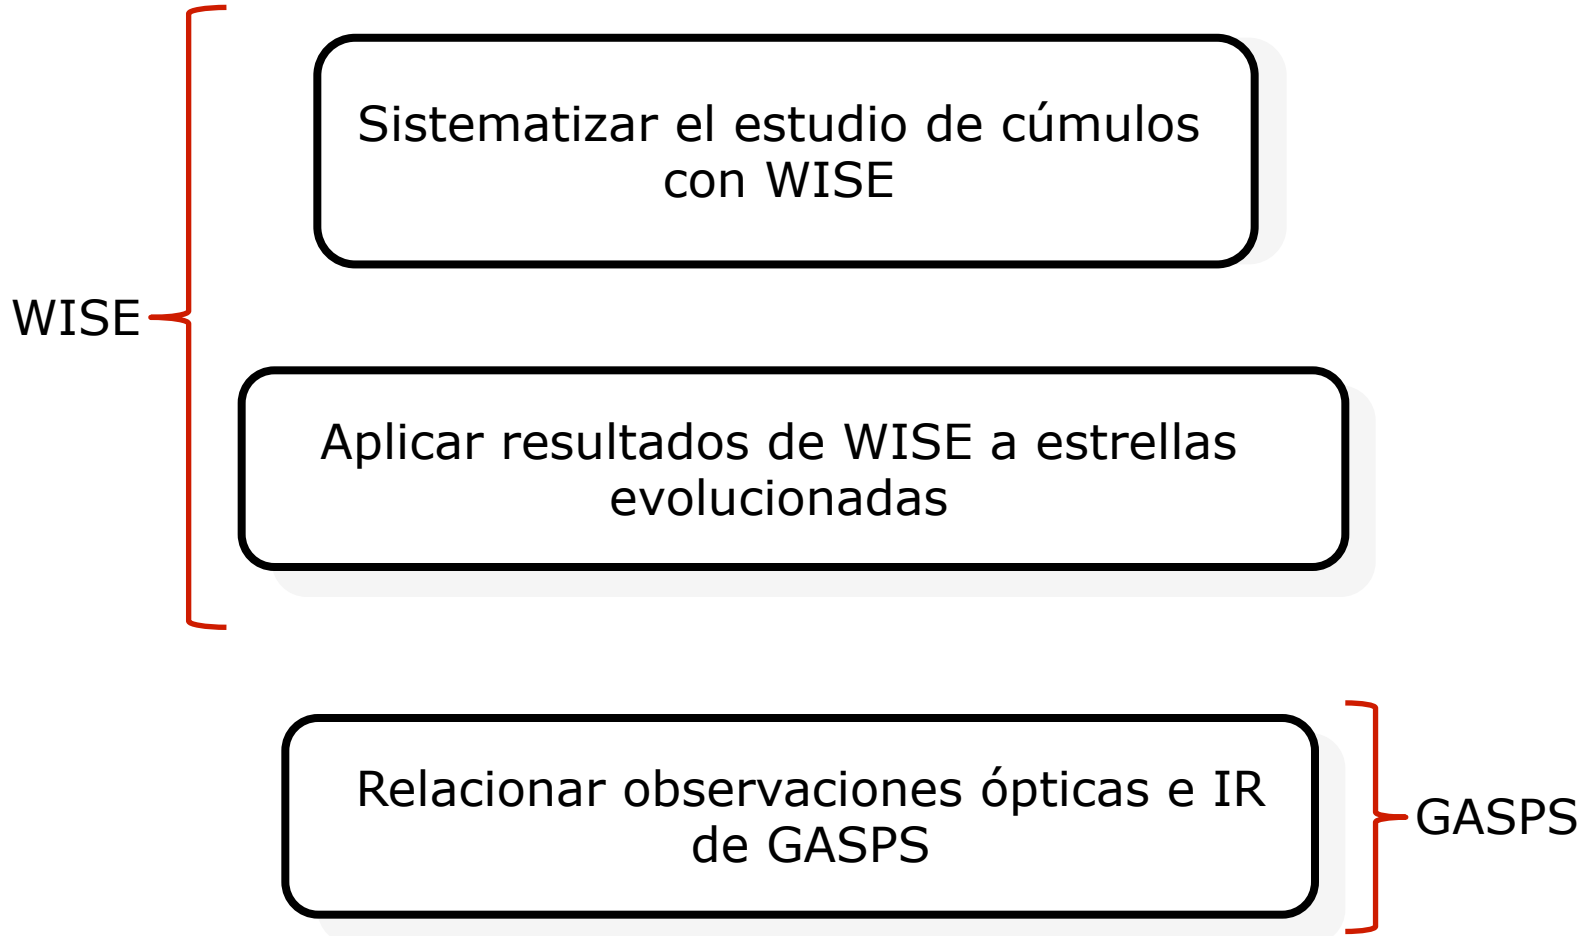 Sistematizar el estudio de cúmulos
con WISE
WISE
Aplicar resultados de WISE a estrellas
evolucionadas
Relacionar observaciones ópticas e IR
de GASPS
GASPS